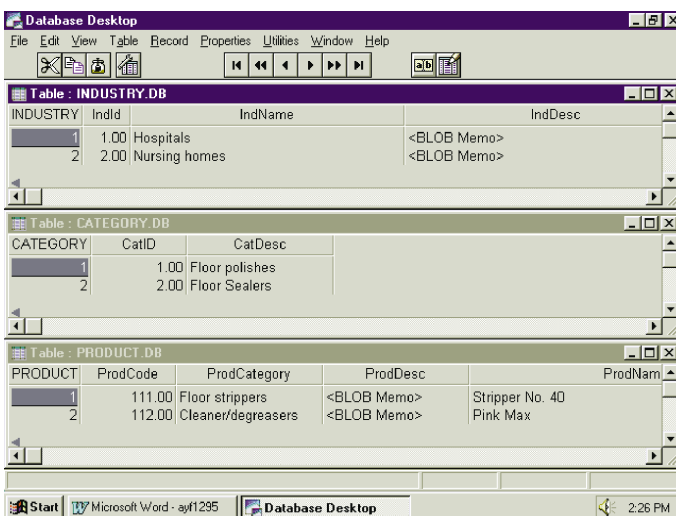 Database Desktop
File Edit View Table Record Properties Utilities Window Help
Table : INDUSTRY.DB
INDUSTRY IndId IndName IndDesc
1 1.00 Hospitals <BLOB Memo>
2 2.00 Nursing homes <BLOB Memo>
Table : CATEGORY.DB
CATEGORY CatID CatDesc
1 1.00 Floor polishes
2 2.00 Floor Sealers
Table : PRODUCT.DB
PRODUCT ProdCode ProdCategory ProdDesc ProdNam
1 111.00 Floor strippers <BLOB Memo> Stripper No. 40
2 112.00 Cleaner/degreasers <BLOB Memo> Pink Max
Start Microsoft Word - ayf1295 Database Desktop 2:26 PM